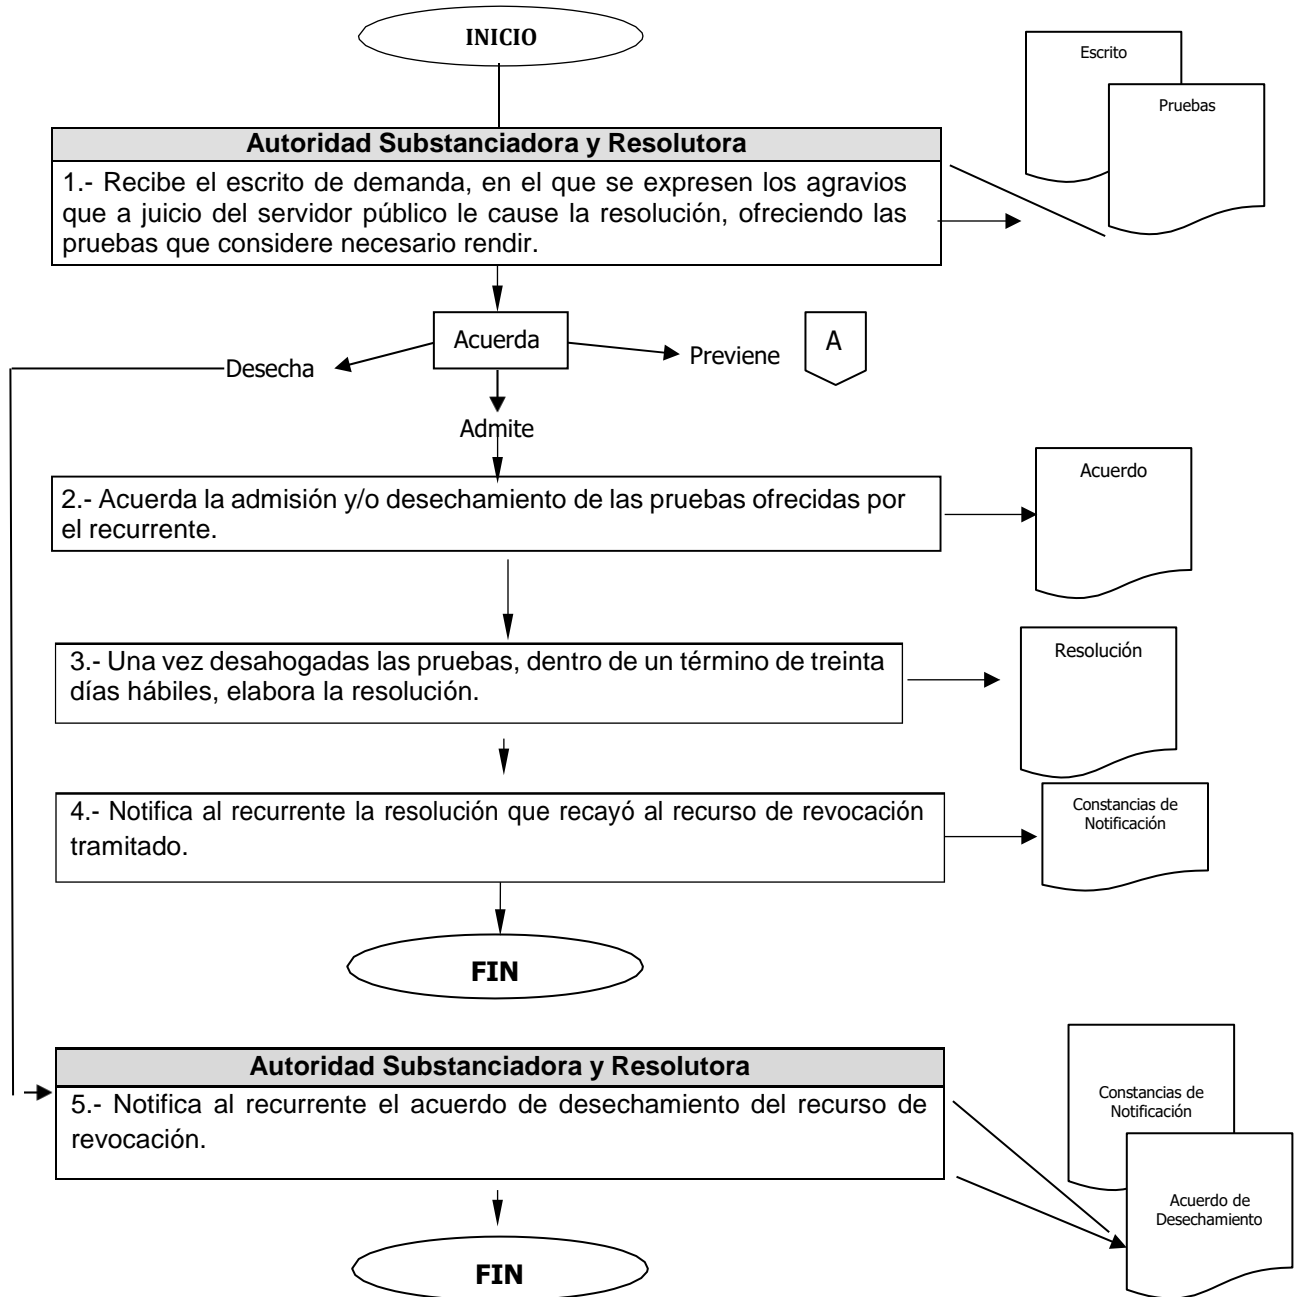 INICIO
Escrito
Pruebas
Autoridad Substanciadora y Resolutora
1.- Recibe el escrito de demanda, en el que se expresen los agravios
que a juicio del servidor público le cause la resolución, ofreciendo las
pruebas que considere necesario rendir.
Acuerda
A
Desecha
Previene
Admite
2.- Acuerda la admisión y/o desechamiento de las pruebas ofrecidas por
el recurrente.
Acuerdo
3.- Una vez desahogadas las pruebas, dentro de un término de treinta
días hábiles, elabora la resolución.
Resolución
4.- Notifica al recurrente la resolución que recayó al recurso de revocación
tramitado.
Constancias de
Notificación
FIN
Autoridad Substanciadora y Resolutora
5.- Notifica al recurrente el acuerdo de desechamiento del recurso de
revocación.
Constancias de
Notificación
Acuerdo de
Desechamiento
FIN